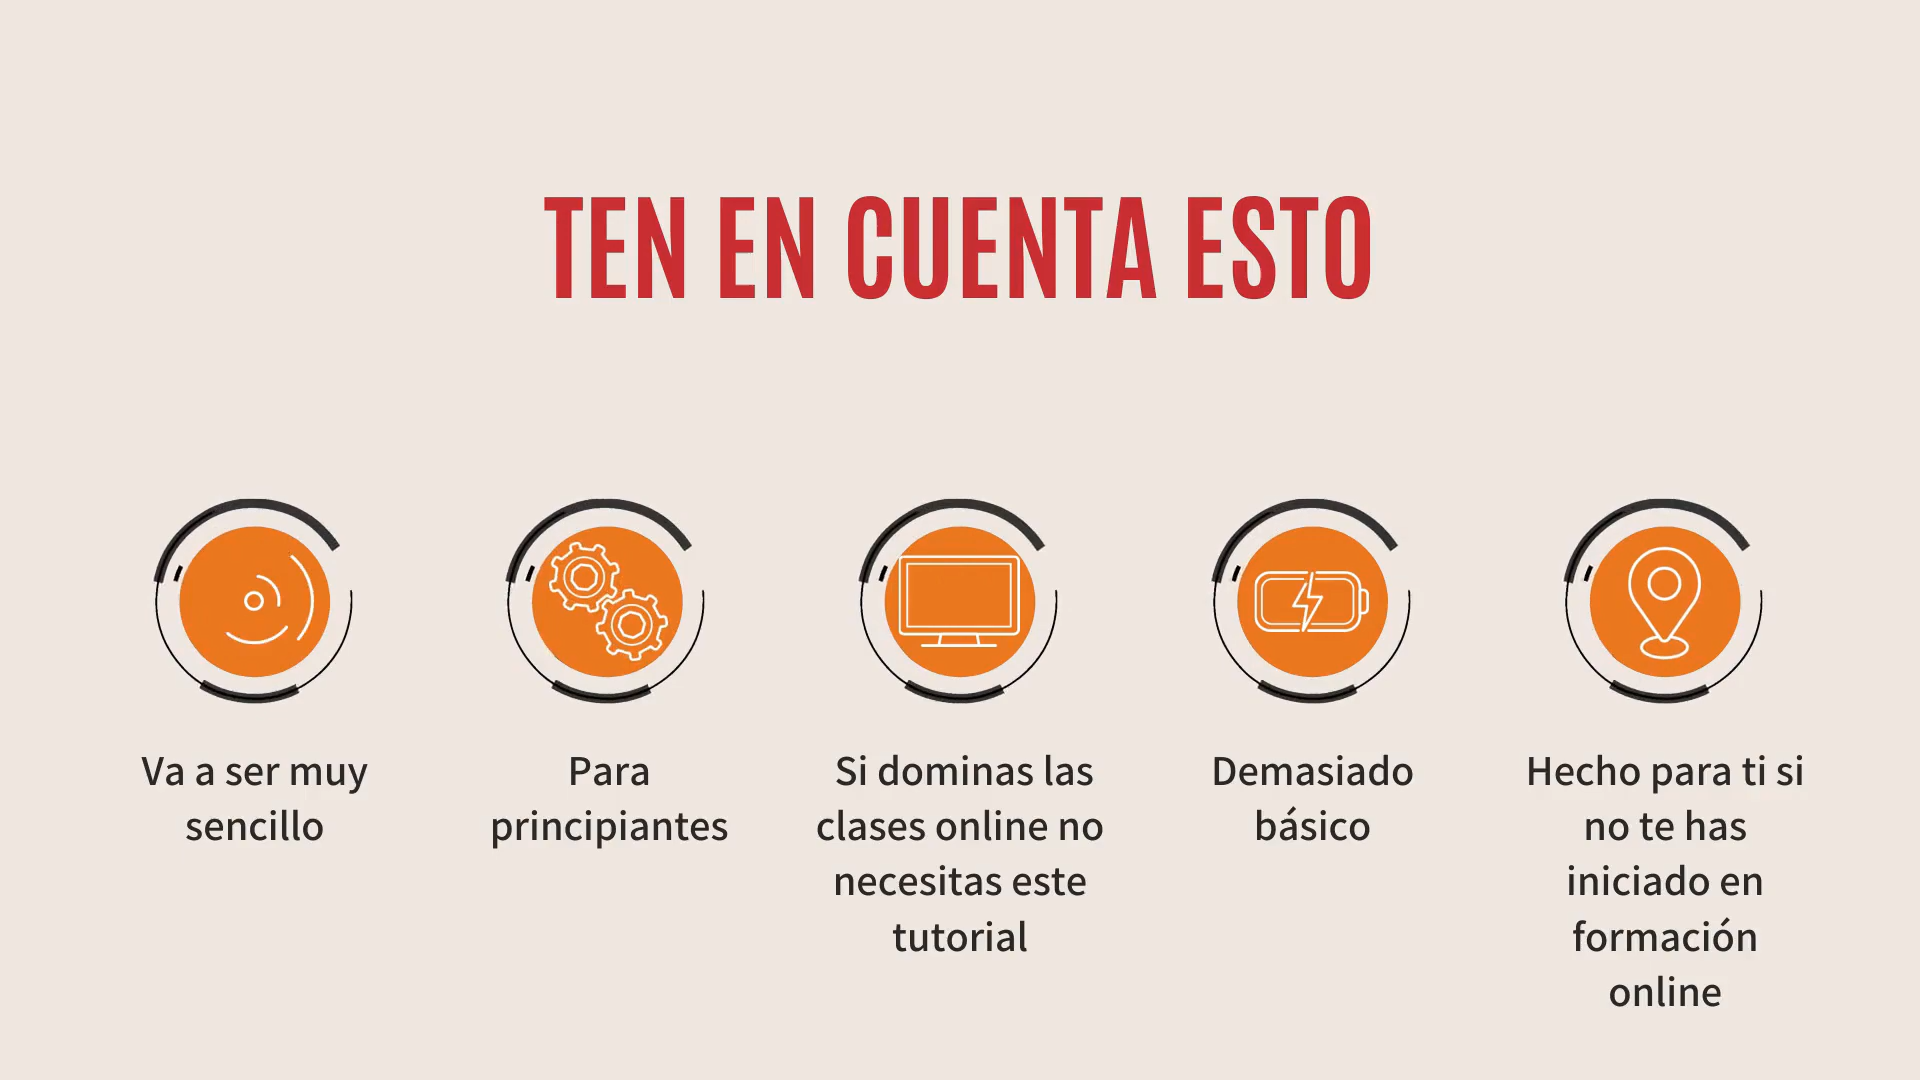 TEN EN CUENTA ESTO
Va a ser muy
sencillo
Para
principiantes
Si dominas las
clases online no
necesitas este
tutorial
Demasiado
básico
Hecho para ti si
no te has
iniciado en
formación
online